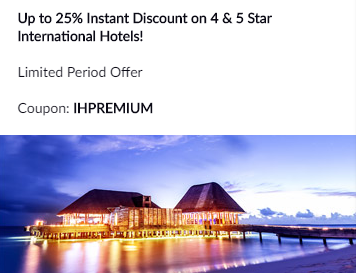 Up to 25% Instant Discount on 4 & 5 Star
International Hotels!
Limited Period Offer
Coupon: IHPREMIUM